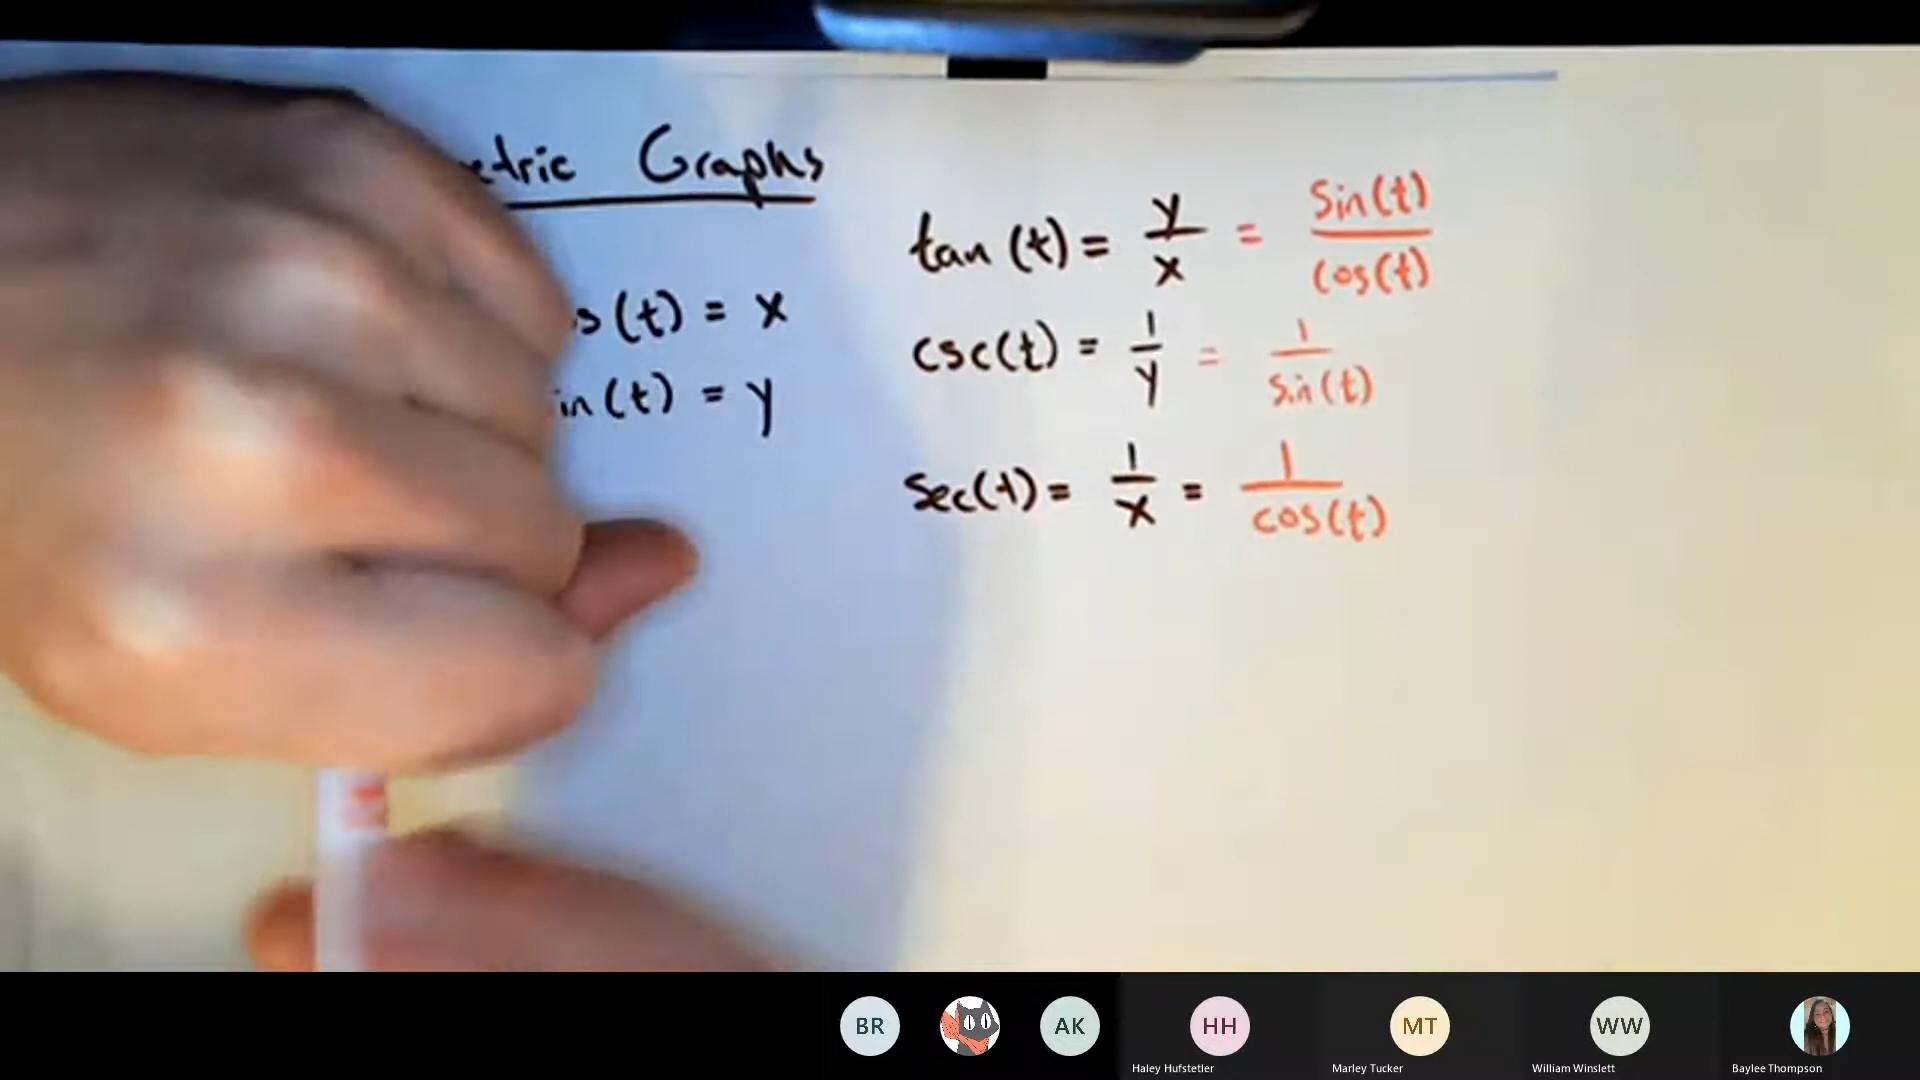 etric Graphs
s(t) = x
in(t) = y
tan (t) = y/x = Sin(t)/cos(t)
csc(t) = 1/y = 1/sin(t)
Sec(t) = 1/x = 1/cos(t)
BR
AK
HH
MT
WW
Haley Hufstetler
Marley Tucker
William Winslett
Baylee Thompson